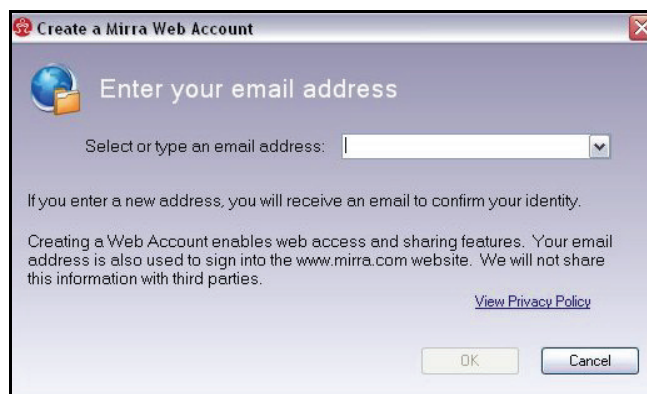 Create a Mirra Web Account
Enter your email address
Select or type an email address:
If you enter a new address, you will receive an email to confirm your identity.
Creating a Web Account enables web access and sharing features. Your email
address is also used to sign into the www.mirra.com website. We will not share
this information with third parties.
View Privacy Policy
OK
Cancel